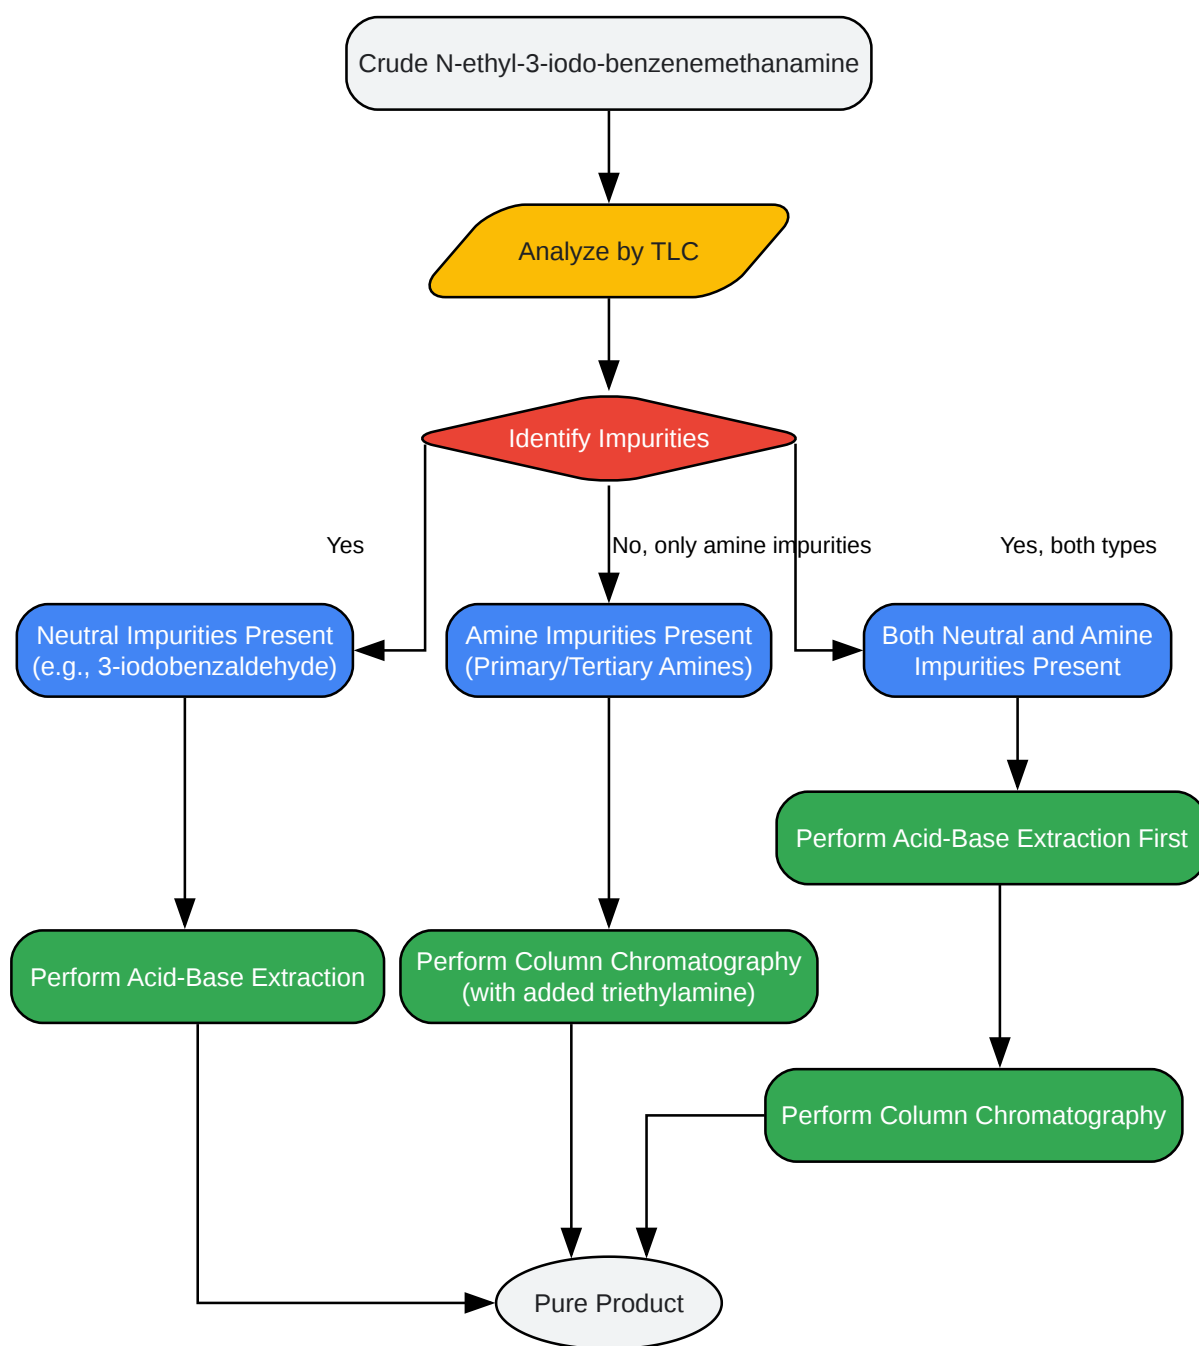 Crude N-ethyl-3-iodo-benzenemethanamine
Analyze by TLC
Identify Impurities
Yes
No, only amine impurities
Yes, both types
Neutral Impurities Present
(e.g., 3-iodobenzaldehyde)
Amine Impurities Present
(Primary/Tertiary Amines)
Both Neutral and Amine
Impurities Present
Perform Acid-Base Extraction First
Perform Acid-Base Extraction
Perform Column Chromatography
(with added triethylamine)
Perform Column Chromatography
Pure Product